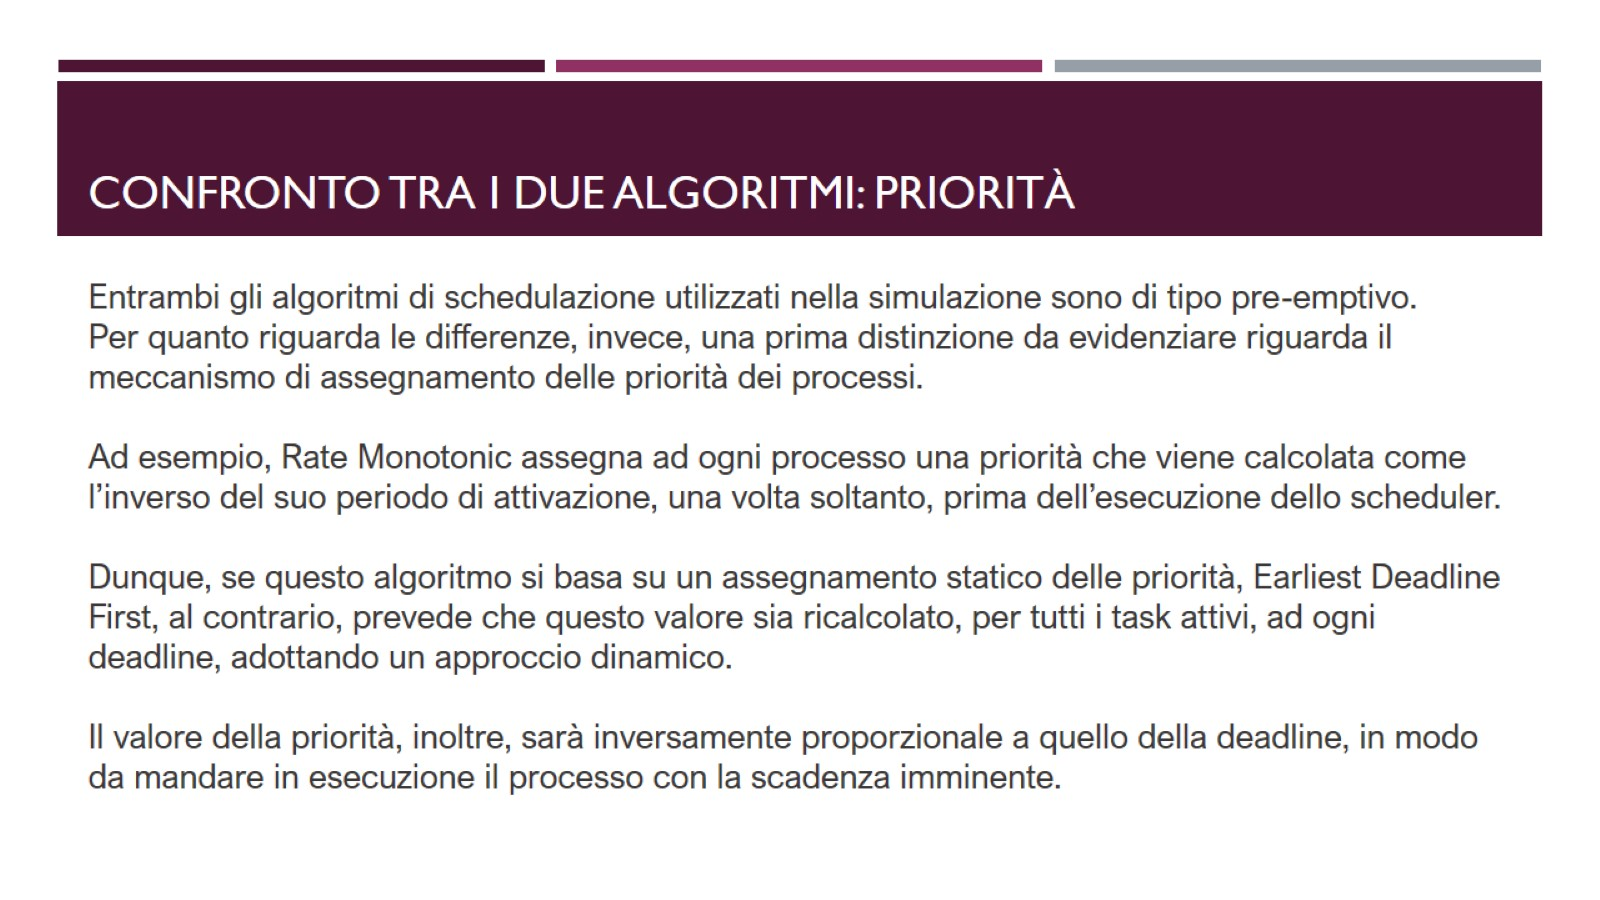 CONFRONTO TRA I DUE ALGORITMI: PRIORITÀ
Entrambi gli algoritmi di schedulazione utilizzati nella simulazione sono di tipo pre-emptivo.
Per quanto riguarda le differenze, invece, una prima distinzione da evidenziare riguarda il
meccanismo di assegnamento delle priorità dei processi.
Ad esempio, Rate Monotonic assegna ad ogni processo una priorità che viene calcolata come
l’inverso del suo periodo di attivazione, una volta soltanto, prima dell’esecuzione dello scheduler.
Dunque, se questo algoritmo si basa su un assegnamento statico delle priorità, Earliest Deadline
First, al contrario, prevede che questo valore sia ricalcolato, per tutti i task attivi, ad ogni
deadline, adottando un approccio dinamico.
Il valore della priorità, inoltre, sarà inversamente proporzionale a quello della deadline, in modo
da mandare in esecuzione il processo con la scadenza imminente.